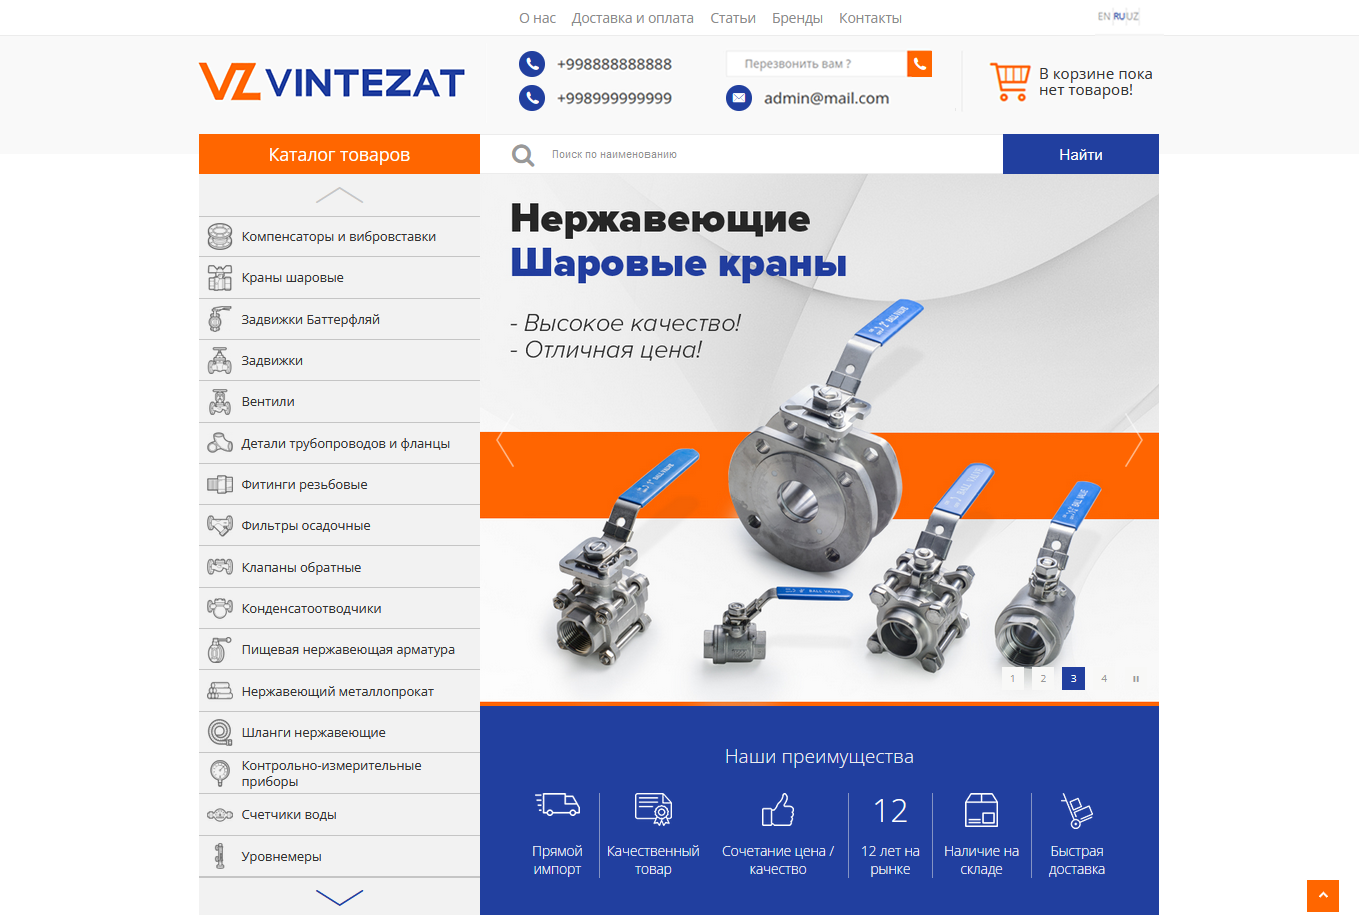 О нас Доставка и оплата Статьи Бренды Контакты EN RU UZ
VZ VINTEZAT
+998888888888
+998999999999
Перезвонить вам ?
admin@mail.com
В корзине пока
нет товаров!
Каталог товаров
Поиск по наименованию
Найти
Компенсаторы и вибровставки
Краны шаровые
Задвижки Баттерфляй
Задвижки
Вентили
Детали трубопроводов и фланцы
Фитинги резьбовые
Фильтры осадочные
Клапаны обратные
Конденсатоотводчики
Пищевая нержавеющая арматура
Нержавеющий металлопрокат
Шланги нержавеющие
Контрольно-измерительные
приборы
Счетчики воды
Уровнемеры
Нержавеющие
Шаровые краны
- Высокое качество!
- Отличная цена!
BALL VALVE
1 2 3 4
Наши преимущества
Прямой
импорт
Качественный
товар
Сочетание цена /
качество
12
12 лет на
рынке
Наличие на
складе
Быстрая
доставка